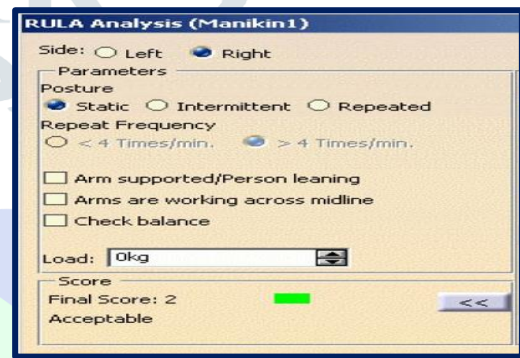 RULA Analysis (Manikin1)
Side: Left Right
Parameters
Posture
Static Intermittent Repeated
Repeat Frequency
< 4 Times/min. > 4 Times/min.
Arm supported/Person leaning
Arms are working across midline
Check balance
Load: 0kg
Score
Final Score: 2
<<
Acceptable